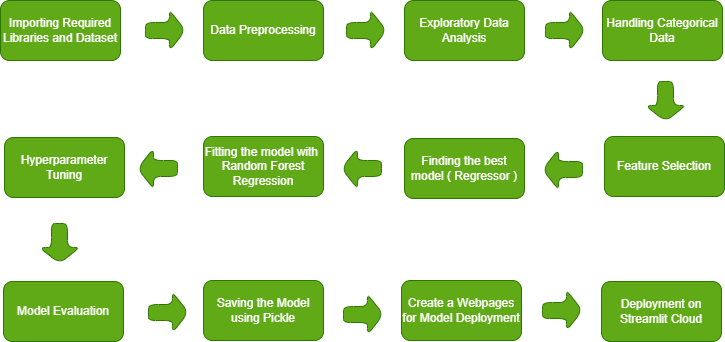 Importing Required
Libraries and Dataset
Data Preprocessing
Exploratory Data
Analysis
Handling Categorical
Data
Feature Selection
Finding the best
model ( Regressor )
Fitting the model with
Random Forest
Regression
Hyperparameter
Tuning
Model Evaluation
Saving the Model
using Pickle
Create a Webpages
for Model Deployment
Deployment on
Streamlit Cloud